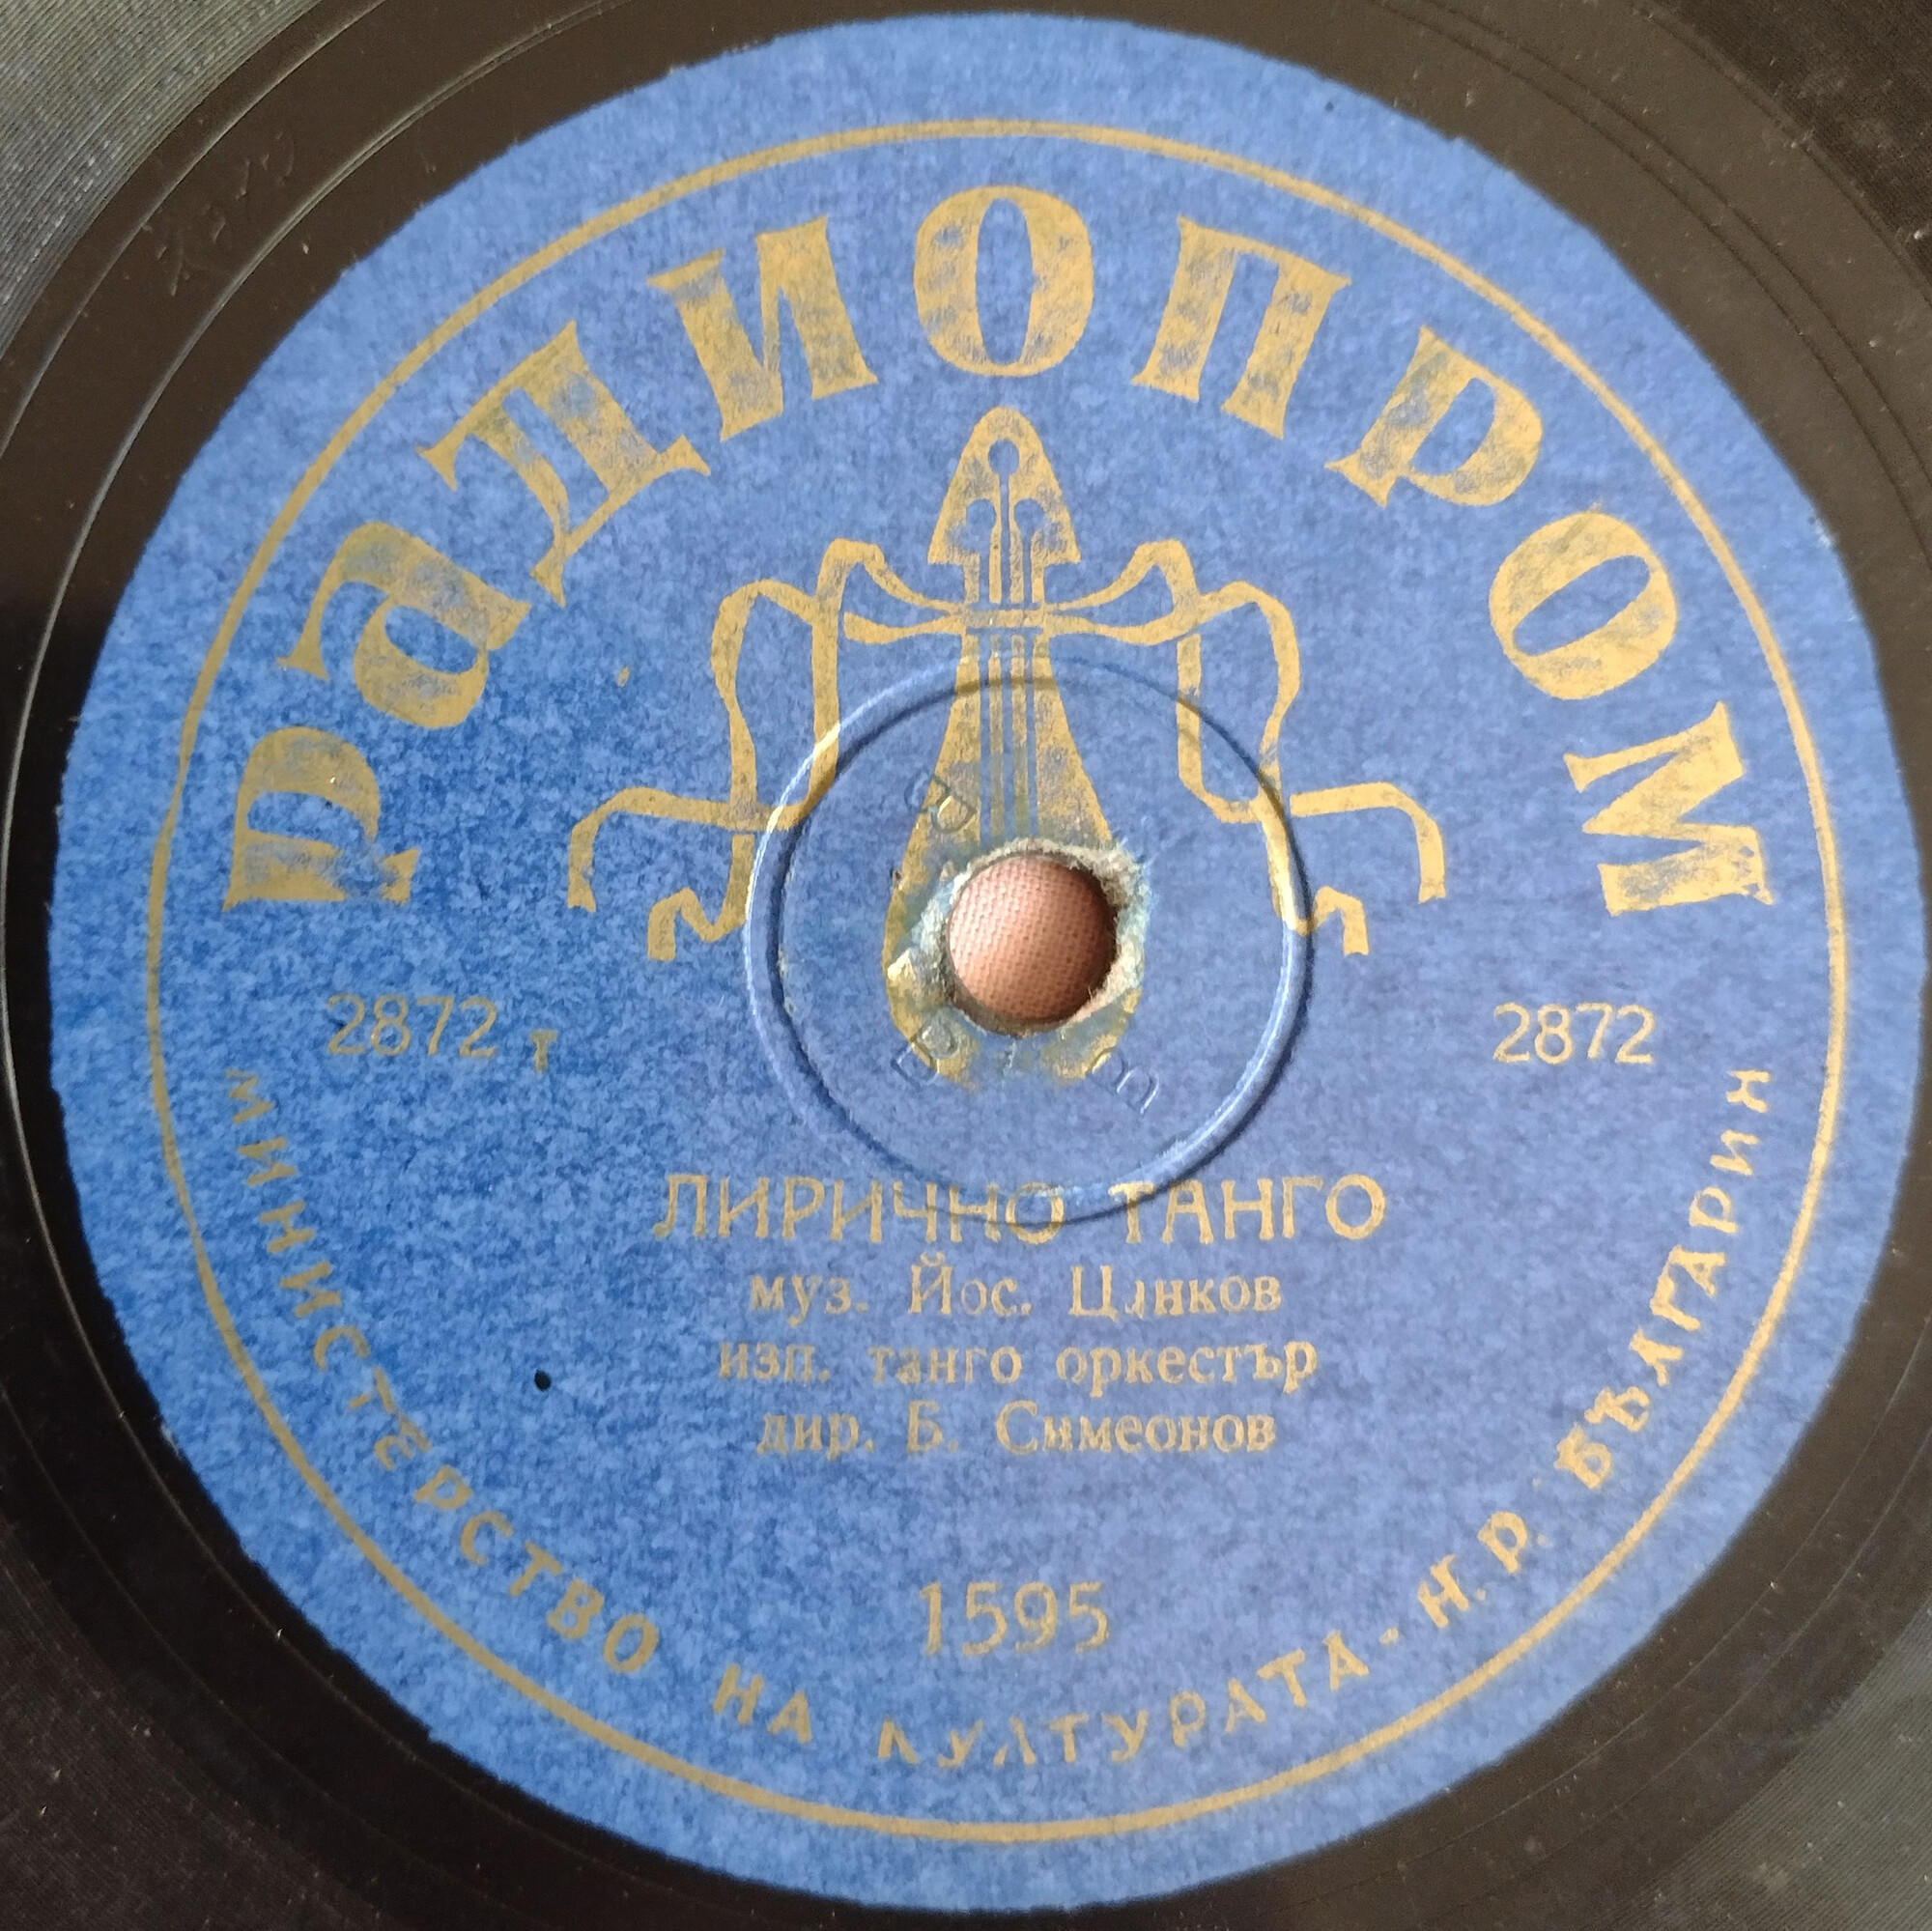 РАДИОПРОМ
2872 т
2872
ЛИРИЧНО ТАНГО
муз. Йос. Цанков
изп. танго оркестър
дир. Б. Симеонов
1595
МИНИСТЕРСТВО НА КУЛТУРАТА - Н. Р. БЪЛГАРИЯ